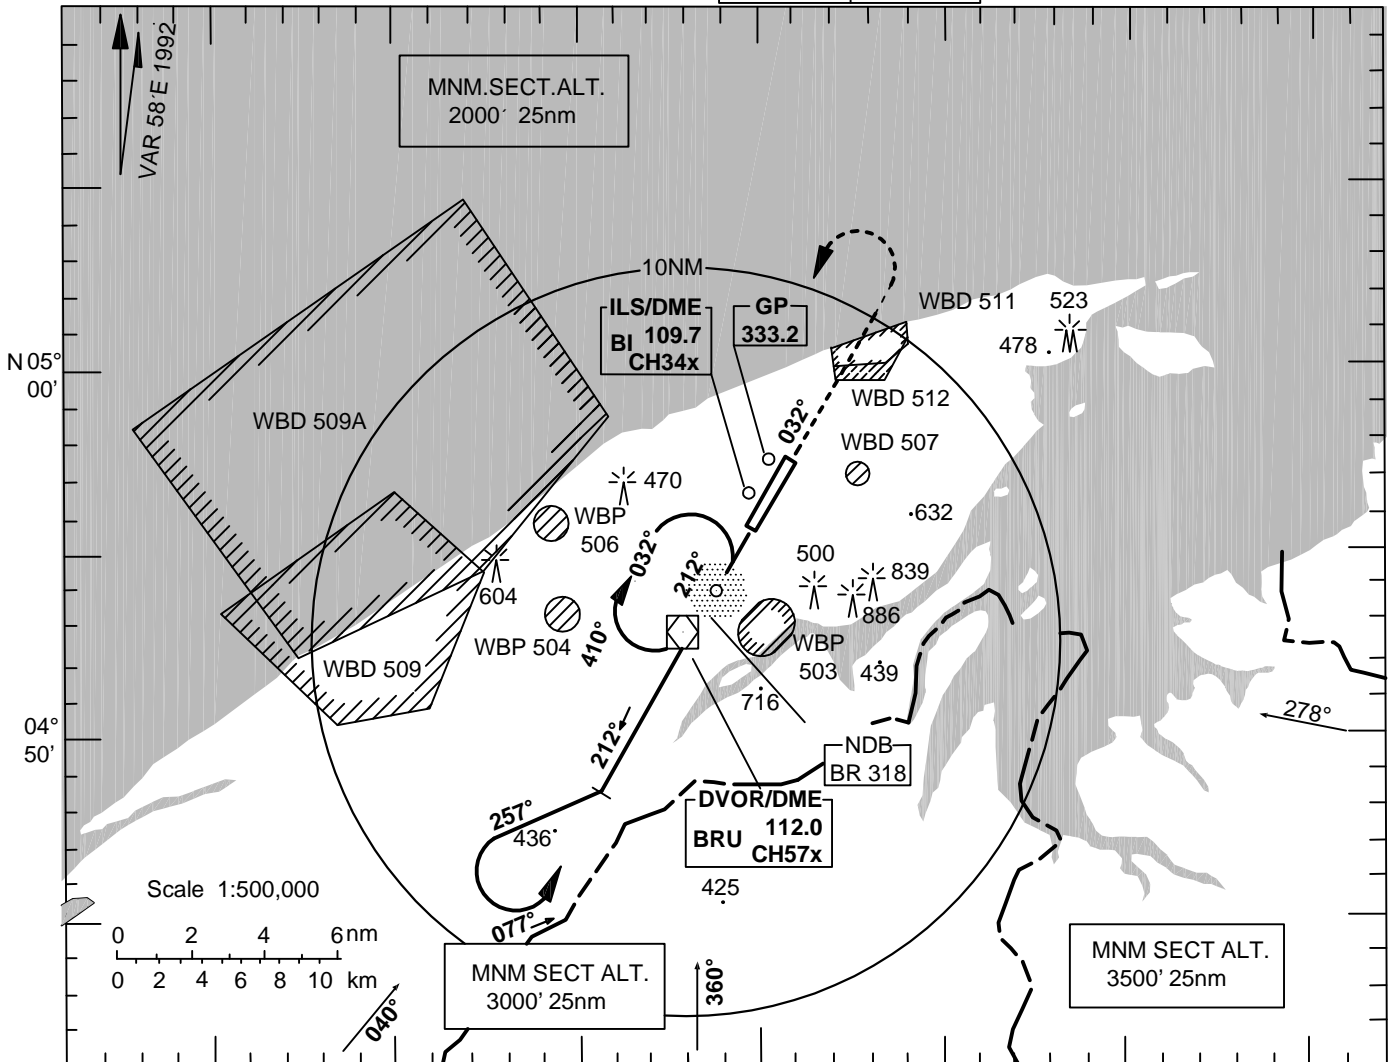 VAR 58'E 1992
MNM.SECT.ALT.
2000´ 25nm
10NM
ILS/DME
BI 109.7
CH34x
GP
333.2
WBD 511
523
478
N 05°
00'
WBD 512
WBD 509A
032°
WBD 507
470
WBP
506
632
032°
212°
500
839
604
886
WBP 504
410°
WBP
503
WBD 509
439
716
278°
04°
50'
212°
NDB
BR 318
DVOR/DME
BRU 112.0
CH57x
257°
436
425
Scale 1:500,000
0 2 4 6 nm
0 2 4 6 8 10 km
077°
MNM SECT ALT.
3000’ 25nm
MNM SECT ALT.
3500’ 25nm
040°
360°